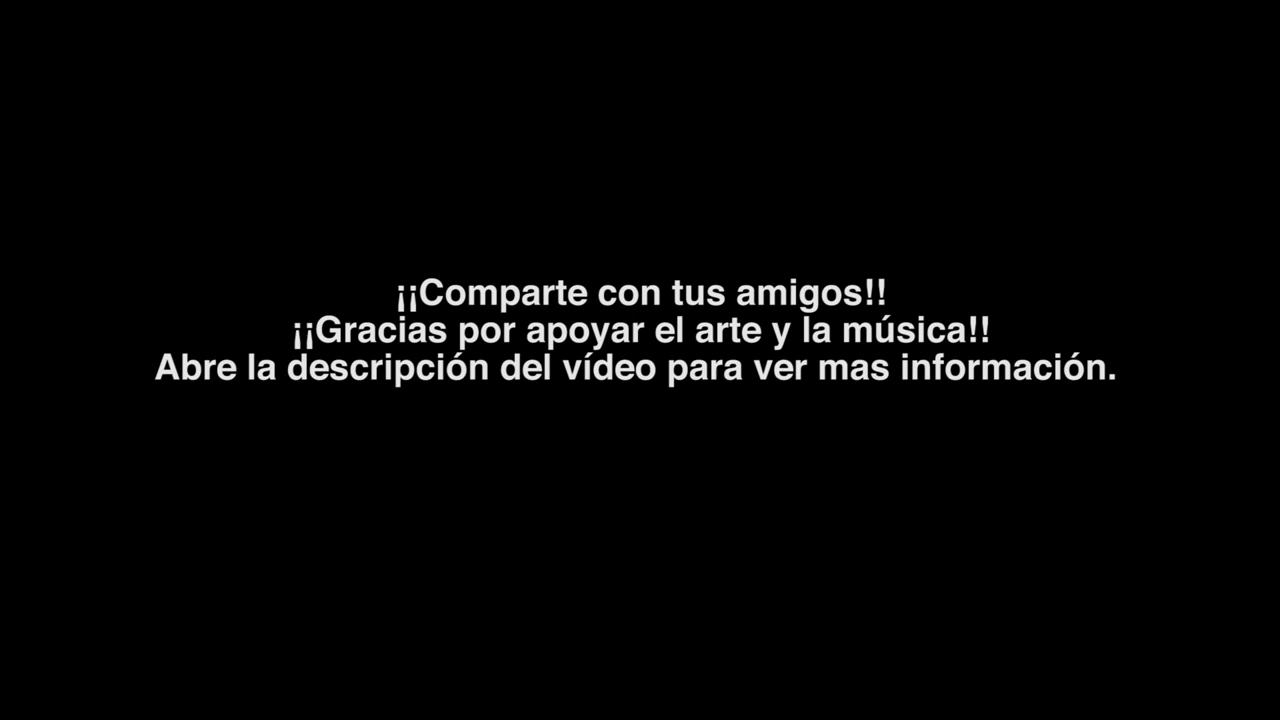 ¡¡Comparte con tus amigos!!
¡¡Gracias por apoyar el arte y la música!!
Abre la descripción del vídeo para ver mas información.